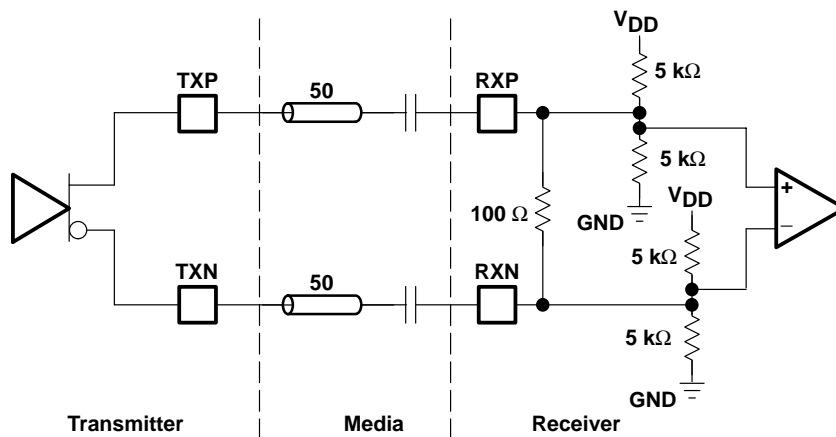 VDD
5 kΩ
TXP
50
RXP
5 kΩ
VDD
100 Ω
GND
+
−
5 kΩ
TXN
50
RXN
5 kΩ
GND
Transmitter
Media
Receiver